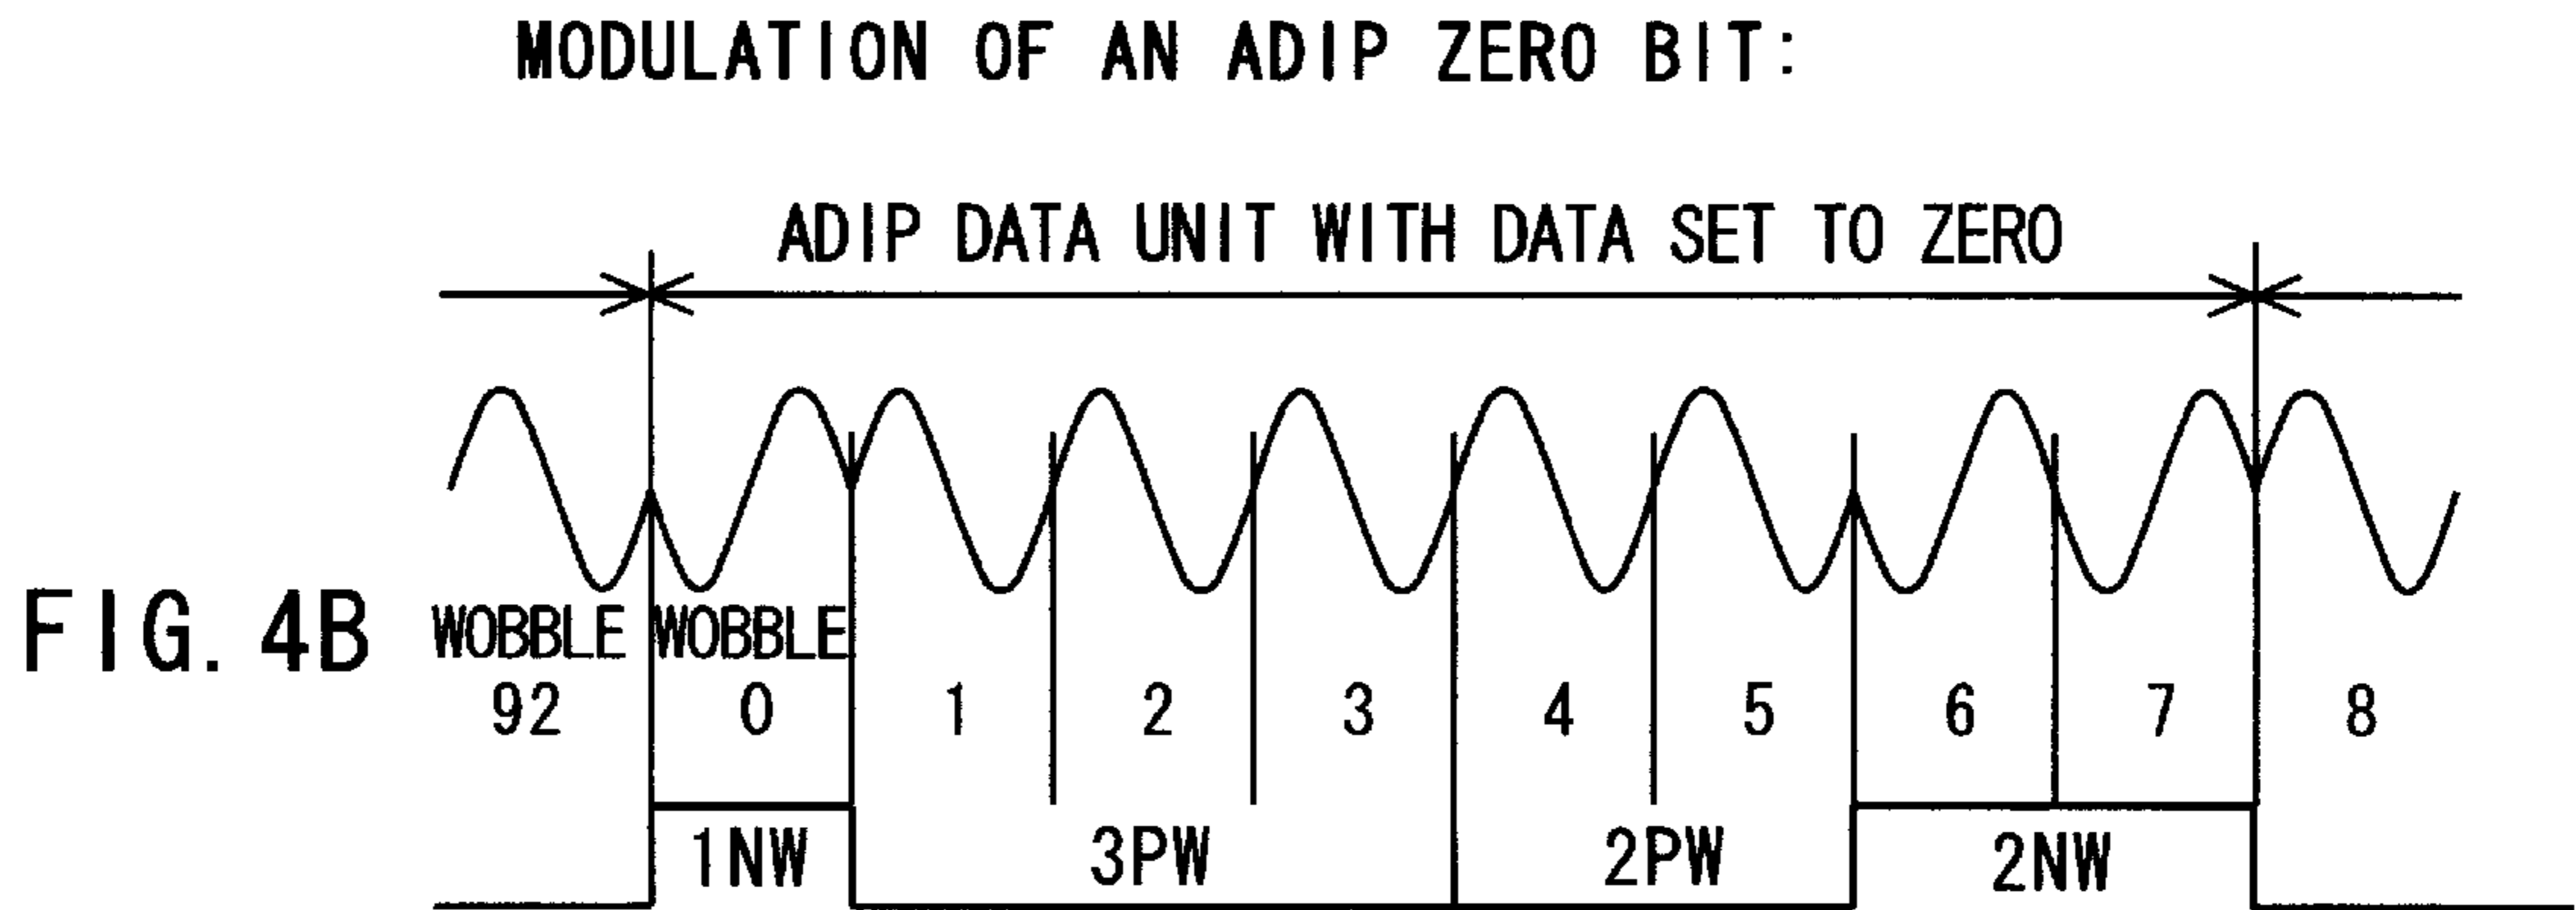 MODULATION OF AN ADIP ZERO BIT:
ADIP DATA UNIT WITH DATA SET TO ZERO
FIG. 4B
WOBBLE WOBBLE
92 0 1 2 3 4 5 6 7 8
1NW 3PW 2PW 2NW